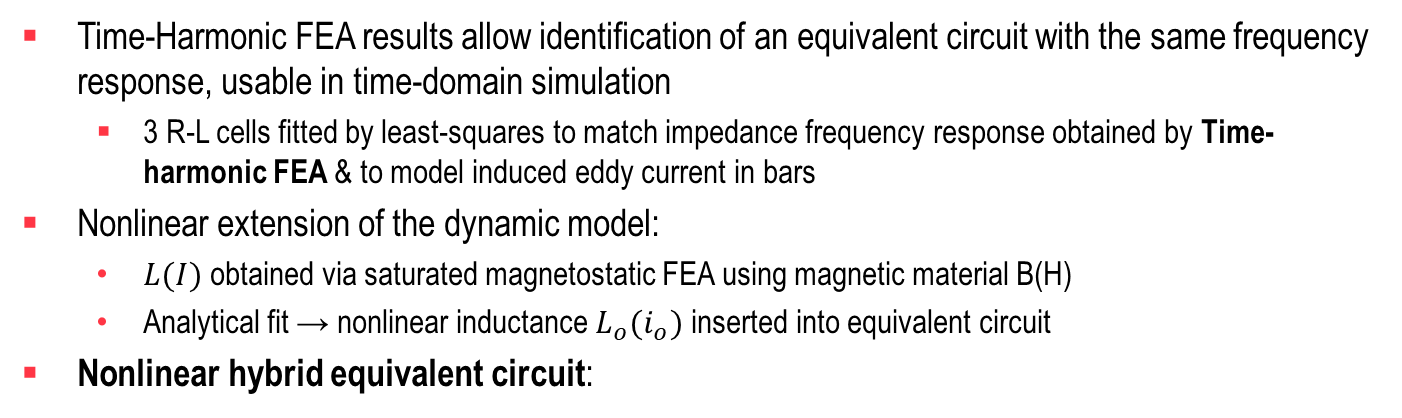 ▪ Time-Harmonic FEA results allow identification of an equivalent circuit with the same frequency
response, usable in time-domain simulation
▪ 3 R-L cells fitted by least-squares to match impedance frequency response obtained by Time-
harmonic FEA & to model induced eddy current in bars
▪ Nonlinear extension of the dynamic model:
• L(I) obtained via saturated magnetostatic FEA using magnetic material B(H)
• Analytical fit → nonlinear inductance Lₒ(iₒ) inserted into equivalent circuit
▪ Nonlinear hybrid equivalent circuit: